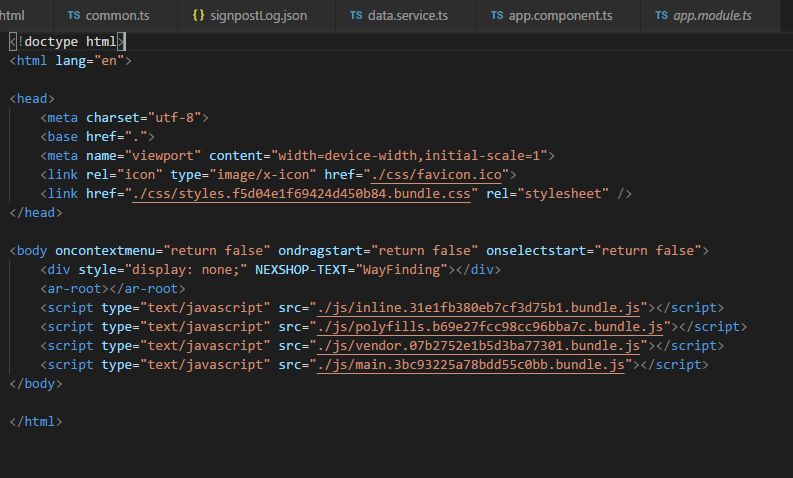 html TS common.ts {} signpostLog.json TS data.service.ts TS app.component.ts TS app.module.ts
<!doctype html>
<html lang="en">
<head>
<meta charset="utf-8">
<base href=".">
<meta name="viewport" content="width=device-width,initial-scale=1">
<link rel="icon" type="image/x-icon" href="./css/favicon.ico">
<link href="./css/styles.f5d04e1f69424d450b84.bundle.css" rel="stylesheet" />
</head>
<body oncontextmenu="return false" ondragstart="return false" onselectstart="return false">
<div style="display: none;" NEXSHOP-TEXT="WayFinding"></div>
<ar-root></ar-root>
<script type="text/javascript" src="./js/inline.31e1fb380eb7cf3d75b1.bundle.js"></script>
<script type="text/javascript" src="./js/polyfills.b69e27fcc98cc96bba7c.bundle.js"></script>
<script type="text/javascript" src="./js/vendor.07b2752e1b5d3ba77301.bundle.js"></script>
<script type="text/javascript" src="./js/main.3bc93225a78bdd55c0bb.bundle.js"></script>
</body>
</html>